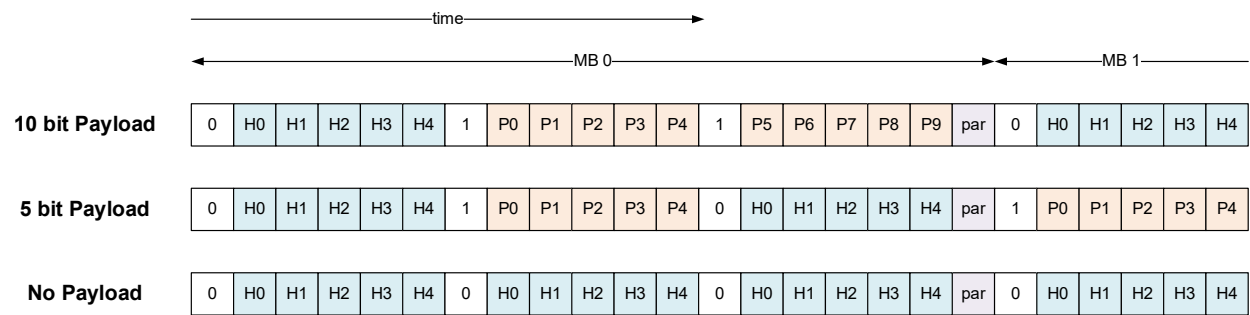 time
MB 0 MB 1
10 bit Payload 0 H0 H1 H2 H3 H4 1 P0 P1 P2 P3 P4 1 P5 P6 P7 P8 P9 par 0 H0 H1 H2 H3 H4
5 bit Payload 0 H0 H1 H2 H3 H4 1 P0 P1 P2 P3 P4 0 H0 H1 H2 H3 H4 par 1 P0 P1 P2 P3 P4
No Payload 0 H0 H1 H2 H3 H4 0 H0 H1 H2 H3 H4 0 H0 H1 H2 H3 H4 par 0 H0 H1 H2 H3 H4